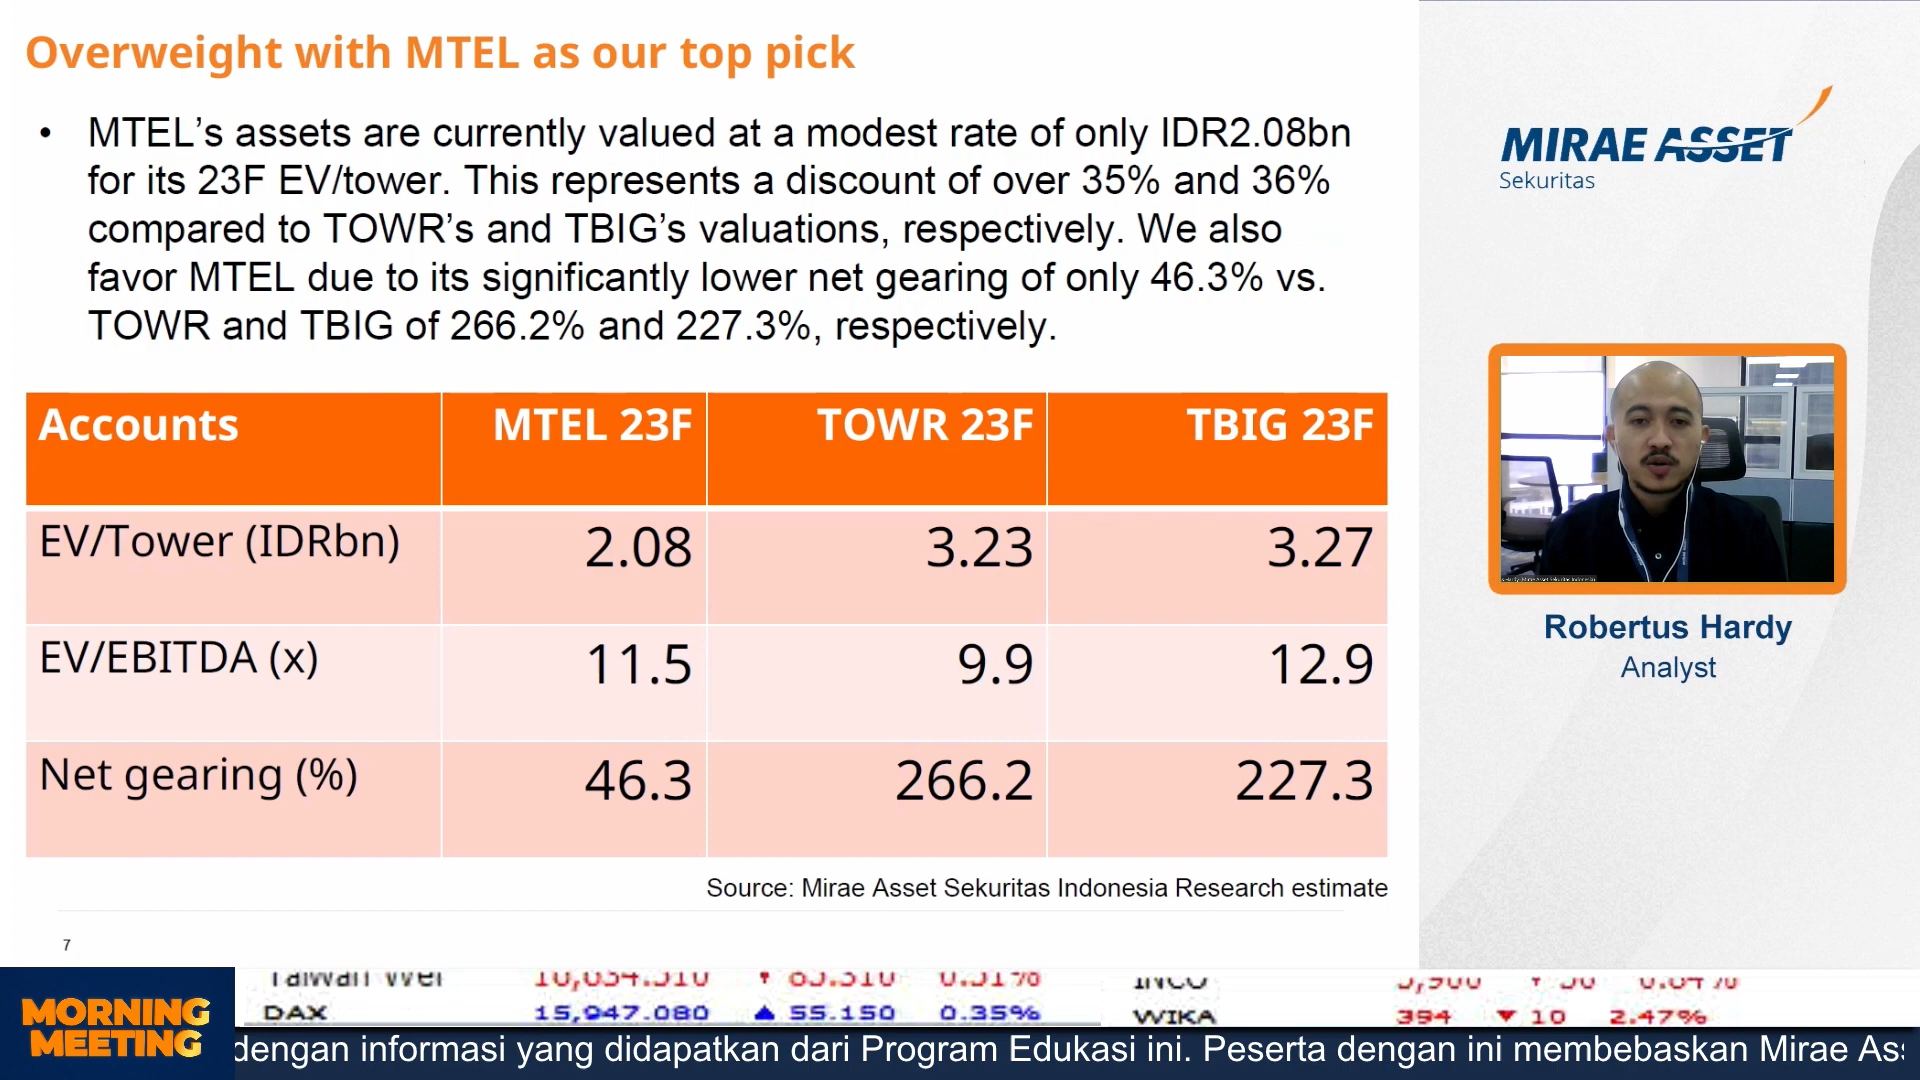 Overweight with MTEL as our top pick
• MTEL’s assets are currently valued at a modest rate of only IDR2.08bn
for its 23F EV/tower. This represents a discount of over 35% and 36%
compared to TOWR’s and TBIG’s valuations, respectively. We also
favor MTEL due to its significantly lower net gearing of only 46.3% vs.
TOWR and TBIG of 266.2% and 227.3%, respectively.
Accounts MTEL 23F TOWR 23F TBIG 23F
EV/Tower (IDRbn) 2.08 3.23 3.27
EV/EBITDA (x) 11.5 9.9 12.9
Net gearing (%) 46.3 266.2 227.3
Source: Mirae Asset Sekuritas Indonesia Research estimate
7
MIRAE ASSET
Sekuritas
Robertus Hardy
Analyst
MORNING
MEETING
DAX 15,947.080 ▲ 55.150 0.35%
WIKA 394 ▼ 10 2.47%
dengan informasi yang didapatkan dari Program Edukasi ini. Peserta dengan ini membebaskan Mirae